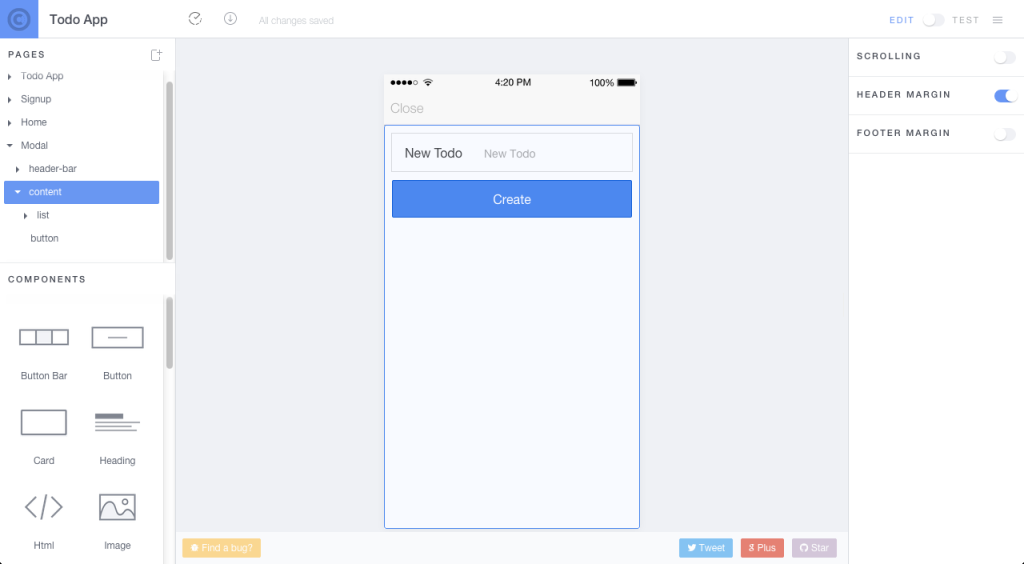 Todo App
All changes saved
EDIT
TEST
PAGES
Todo App
Signup
Home
Modal
header-bar
content
list
button
COMPONENTS
Button Bar
Button
Card
Heading
Html
Image
4:20 PM
100%
Close
New Todo
New Todo
Create
SCROLLING
HEADER MARGIN
FOOTER MARGIN
Find a bug?
Tweet
Plus
Star